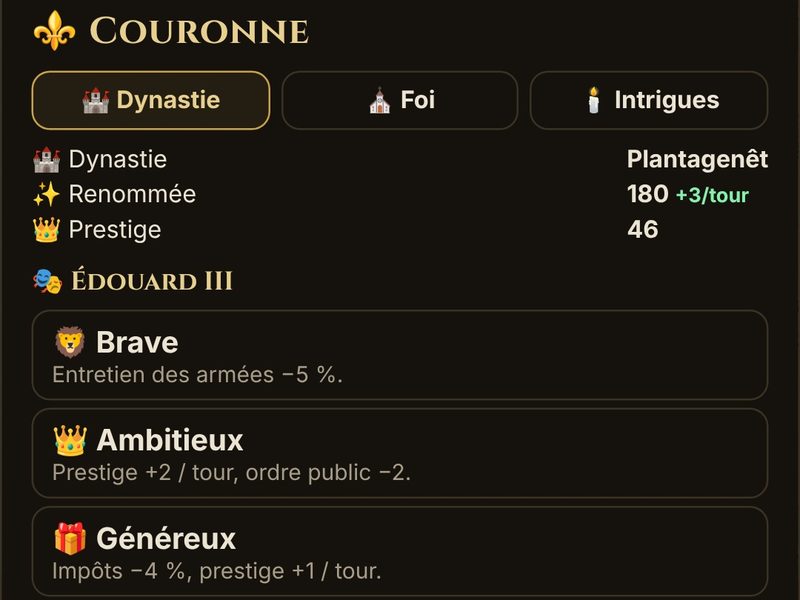 Couronne
Dynastie
Foi
Intrigues
Dynastie Plantagenêt
Renommée 180 +3/tour
Prestige 46
Édouard III
Brave
Entretien des armées −5 %.
Ambitieux
Prestige +2 / tour, ordre public −2.
Généreux
Impôts −4 %, prestige +1 / tour.